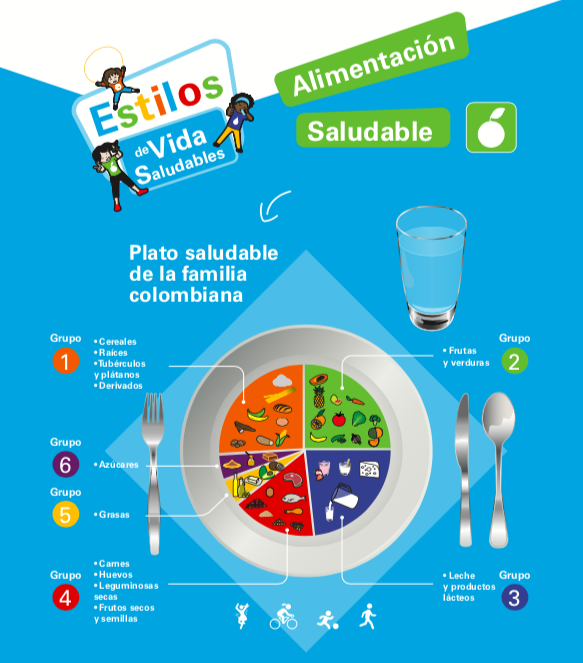 Estilos
de Vida
Saludables
Alimentación
Saludable
Plato saludable
de la familia
colombiana
Grupo
1
• Cereales
• Raíces
• Tubérculos
y plátanos
• Derivados
Grupo
2
• Frutas
y verduras
Grupo
6
• Azúcares
Grupo
5
• Grasas
Grupo
4
• Carnes
• Huevos
• Leguminosas
secas
• Frutos secos
y semillas
Grupo
3
• Leche
y productos
lácteos